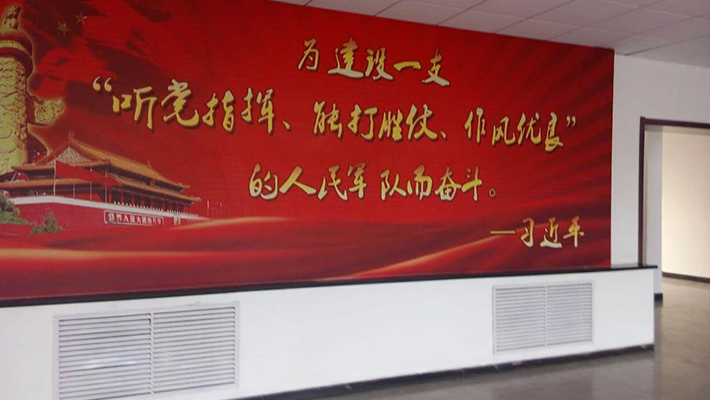 为建设一支
“听党指挥、能打胜仗、作风优良”
的人民军队而奋斗。
—习近平